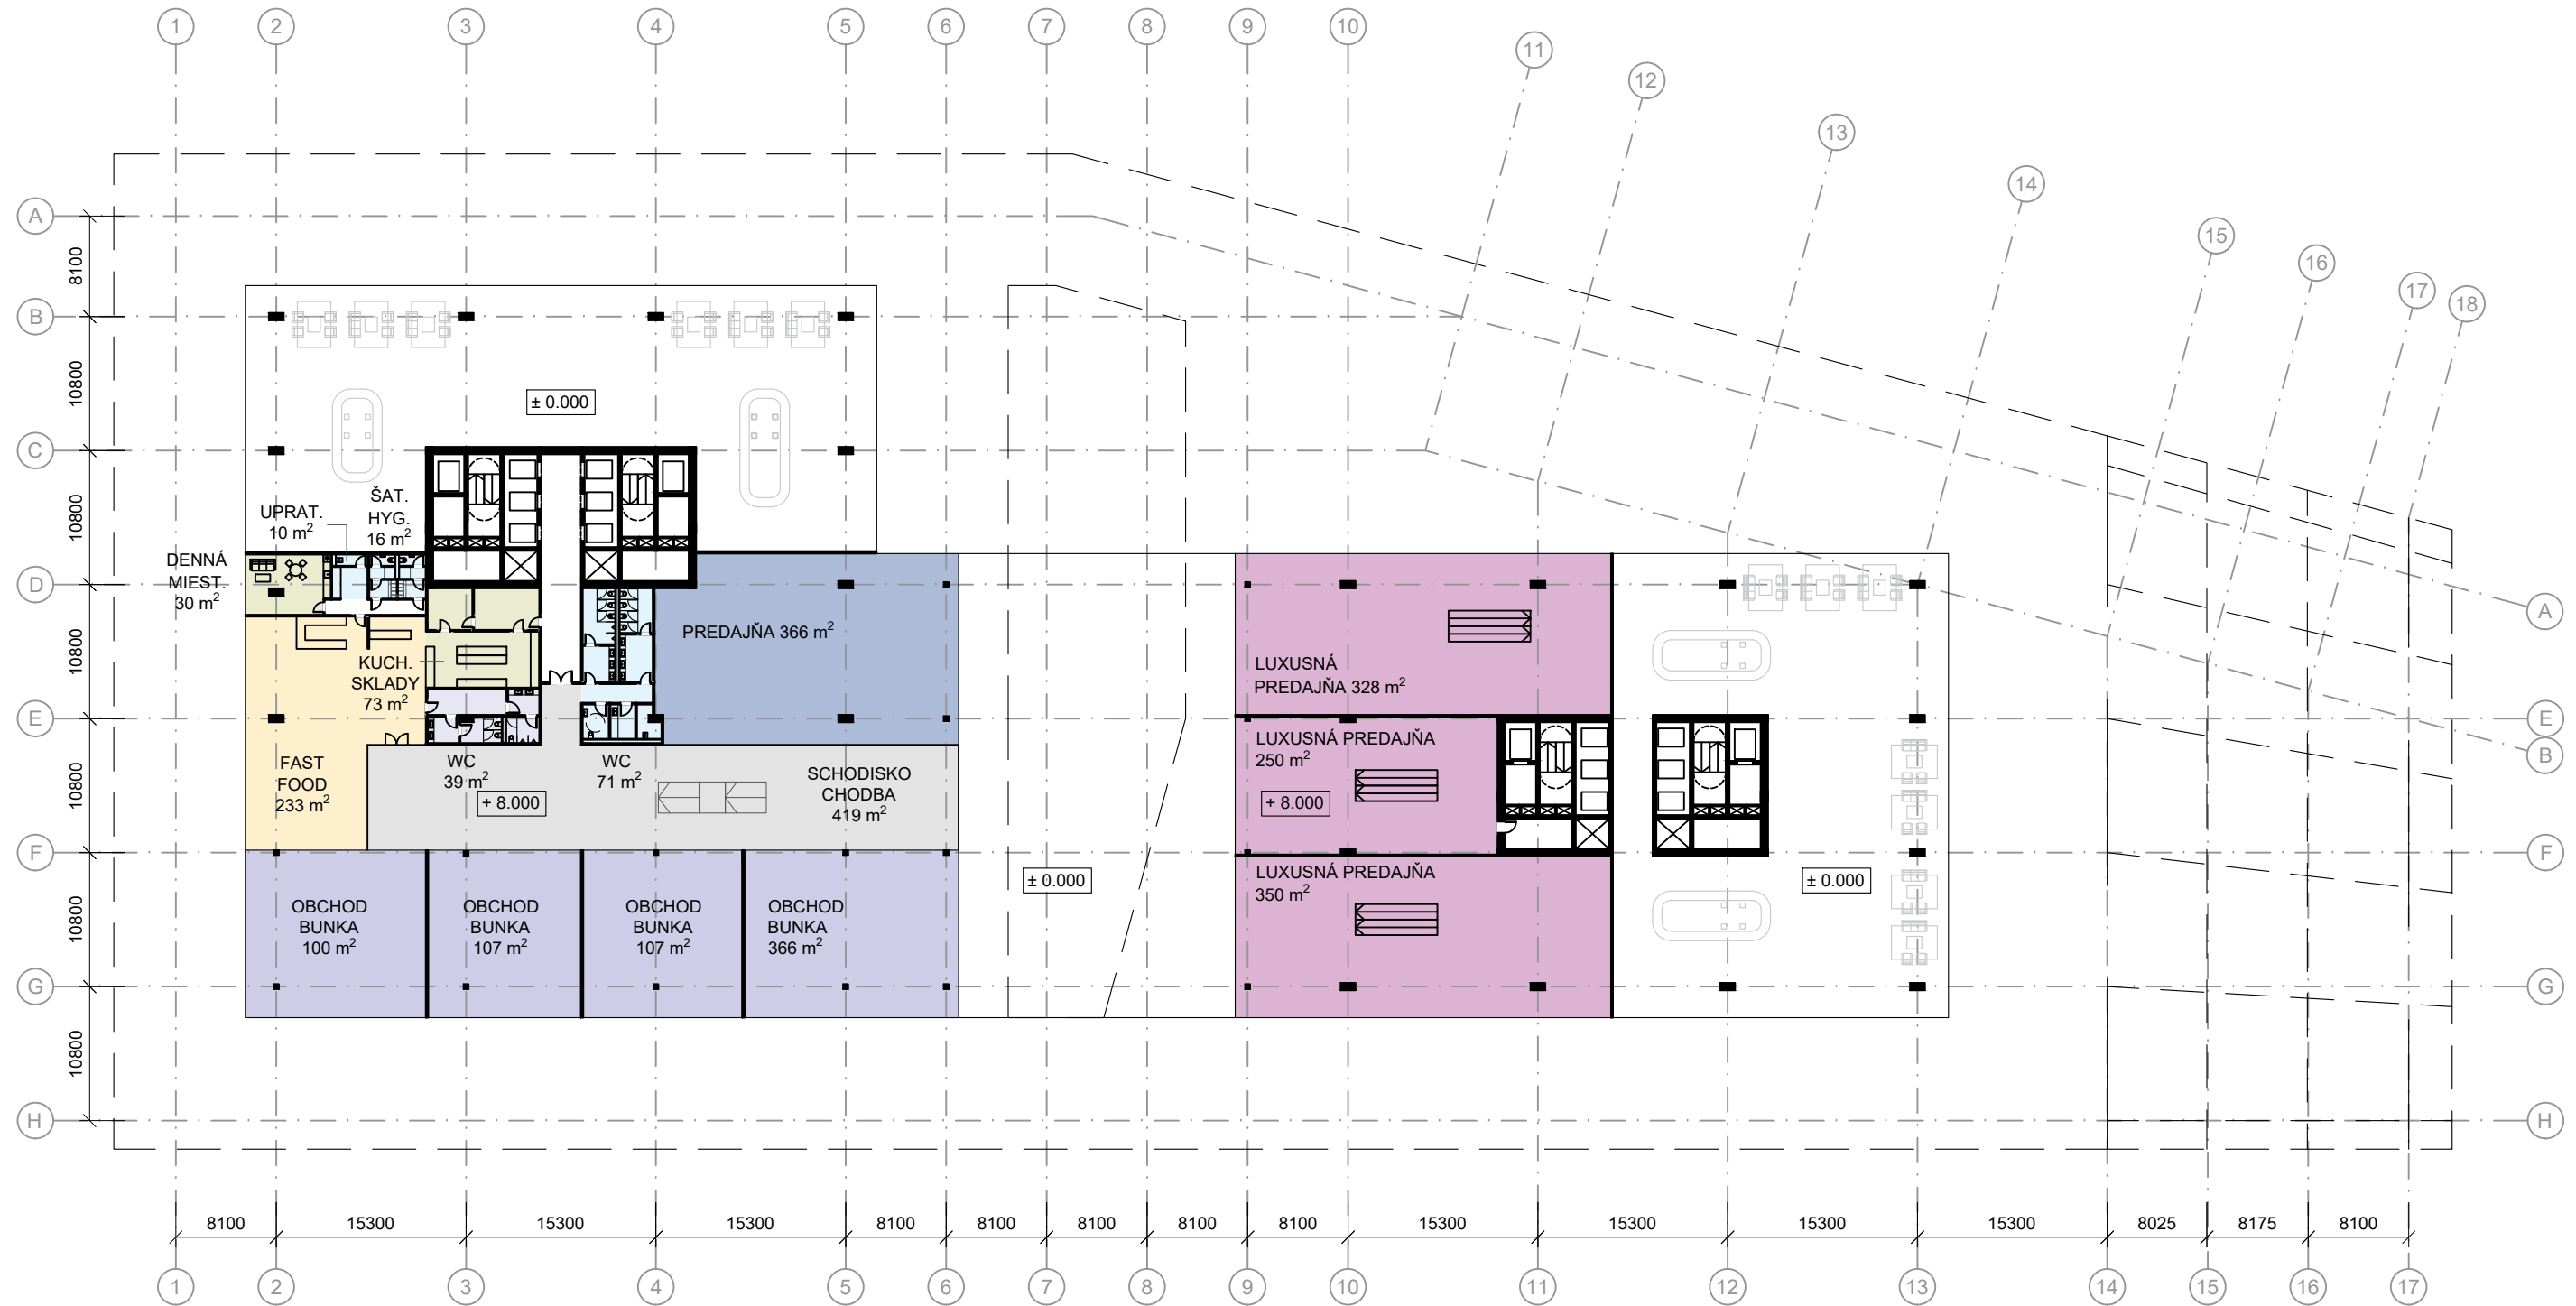 1 2 3 4 5 6 7 8 9 10 11 12 13 14 15 16 17 18
A
8100
B
10800
C
10800
D
10800
E
10800
F
10800
G
10800
H
± 0.000
UPRAT.
10 m²
ŠAT.
HYG.
16 m²
DENNÁ
MIEST.
30 m²
KUCH.
SKLADY
73 m²
FAST
FOOD
233 m²
WC
39 m²
+ 8.000
WC
71 m²
PREDAJŇA 366 m²
SCHODISKO
CHODBA
419 m²
OBCHOD
BUNKA
100 m²
OBCHOD
BUNKA
107 m²
OBCHOD
BUNKA
107 m²
OBCHOD
BUNKA
366 m²
± 0.000
LUXUSNÁ
PREDAJŇA 328 m²
LUXUSNÁ PREDAJŇA
250 m²
+ 8.000
LUXUSNÁ PREDAJŇA
350 m²
± 0.000
A
E
B
F
G
H
8100 15300 15300 15300 8100 8100 8100 8100 8100 15300 15300 15300 15300 8025 8175 8100
1 2 3 4 5 6 7 8 9 10 11 12 13 14 15 16 17